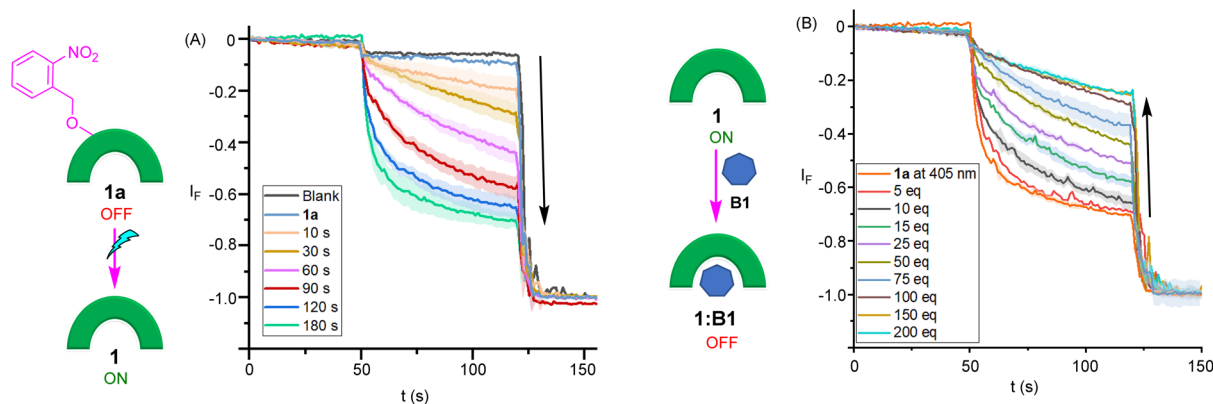 NO₂
O
1a
OFF
1
ON
(A)
I_F
0
-0.2
-0.4
-0.6
-0.8
-1.0
Blank
1a
10 s
30 s
60 s
90 s
120 s
180 s
0
50
100
150
t (s)
1
ON
B1
1:B1
OFF
(B)
I_F
0
-0.2
-0.4
-0.6
-0.8
-1.0
1a at 405 nm
5 eq
10 eq
15 eq
25 eq
50 eq
75 eq
100 eq
150 eq
200 eq
0
50
100
150
t (s)